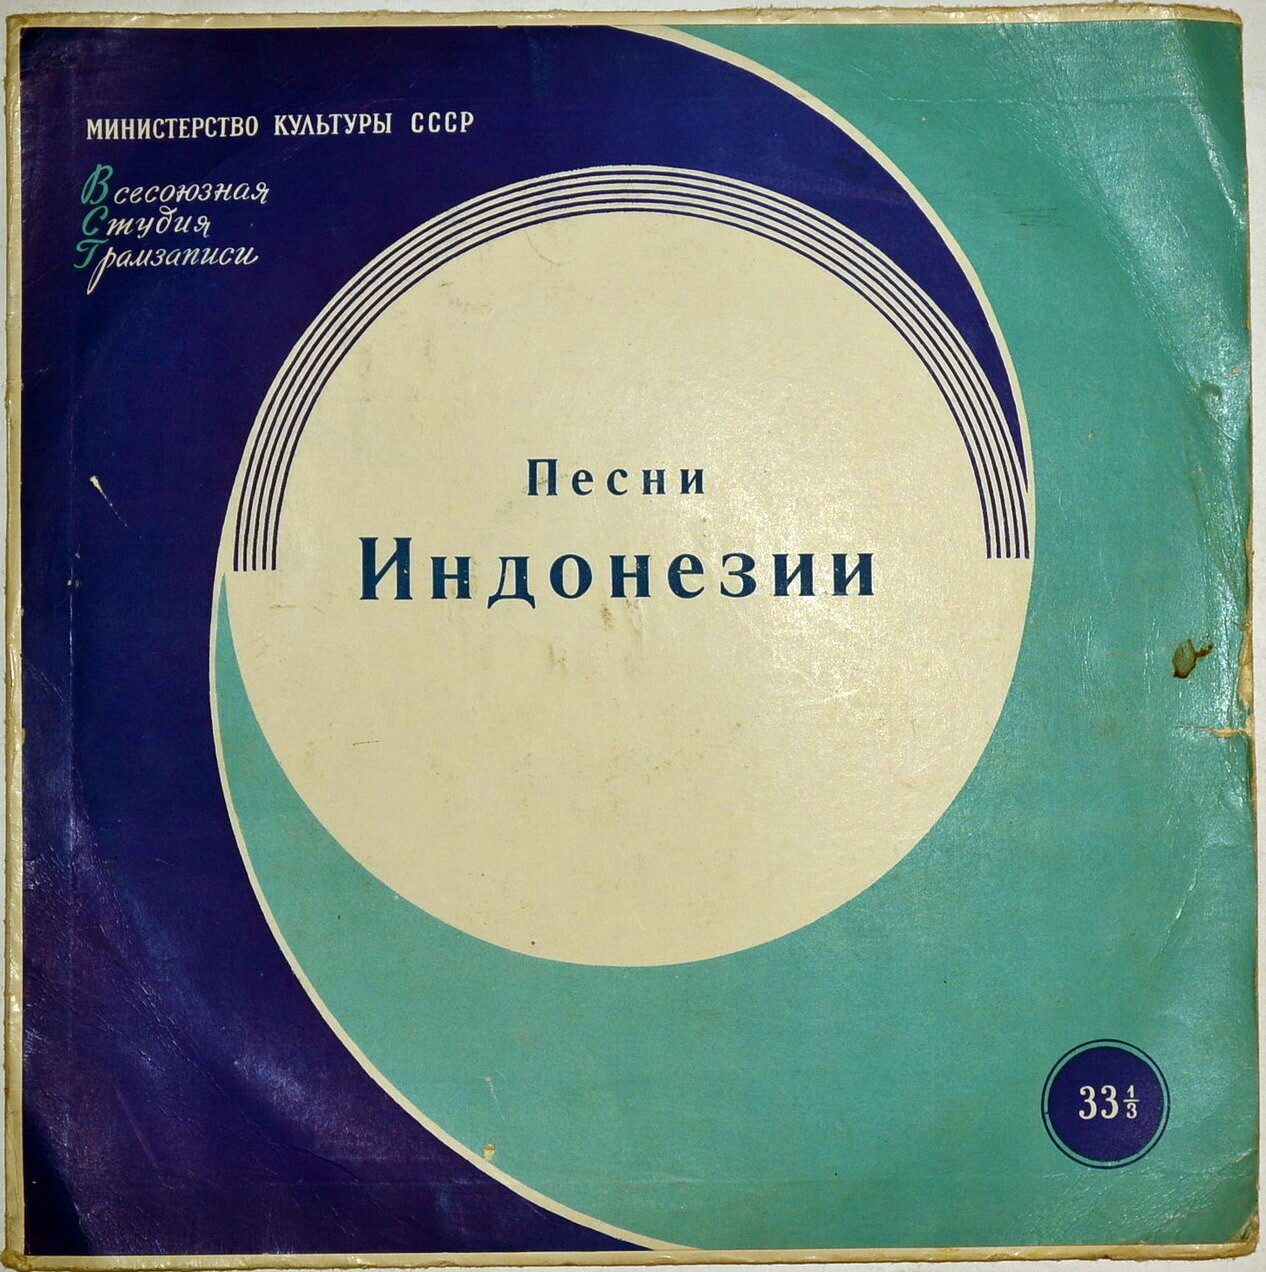 МИНИСТЕРСТВО КУЛЬТУРЫ СССР
Всесоюзная
Студия
Грамзаписи
Песни
Индонезии
33 1/3